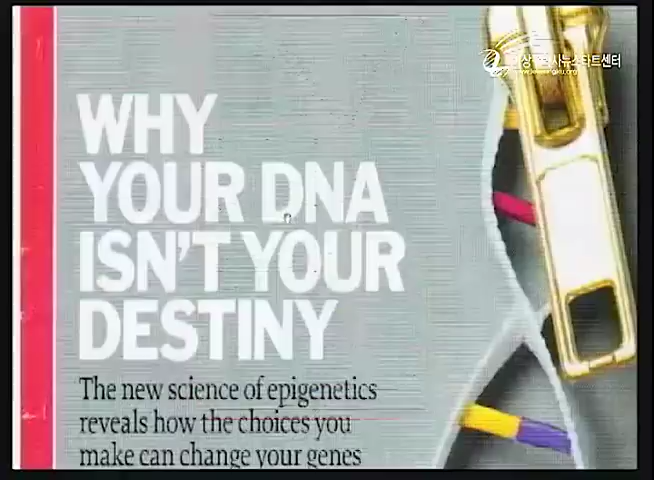 WHY
YOUR DNA
ISN'T YOUR
DESTINY
The new science of epigenetics
reveals how the choices you
make can change your genes